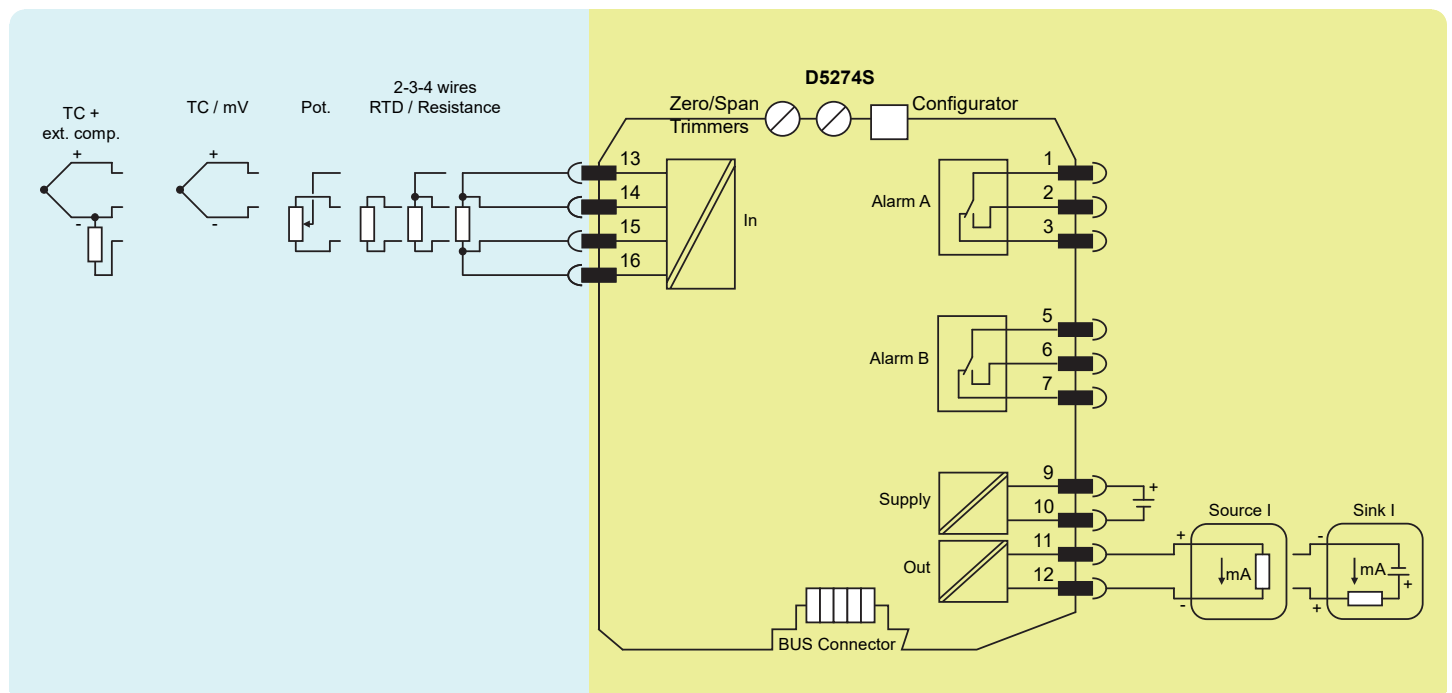 D5274S
2-3-4 wires
RTD / Resistance
TC / mV
Pot.
TC +
ext. comp.
Zero/Span
Trimmers
Configurator
+
-
+
-
13
14
15
16
In
Alarm A
1
2
3
Alarm B
5
6
7
Supply
9
10
+
Out
11
12
Source I
+
mA
-
Sink I
-
mA
+
+
BUS Connector